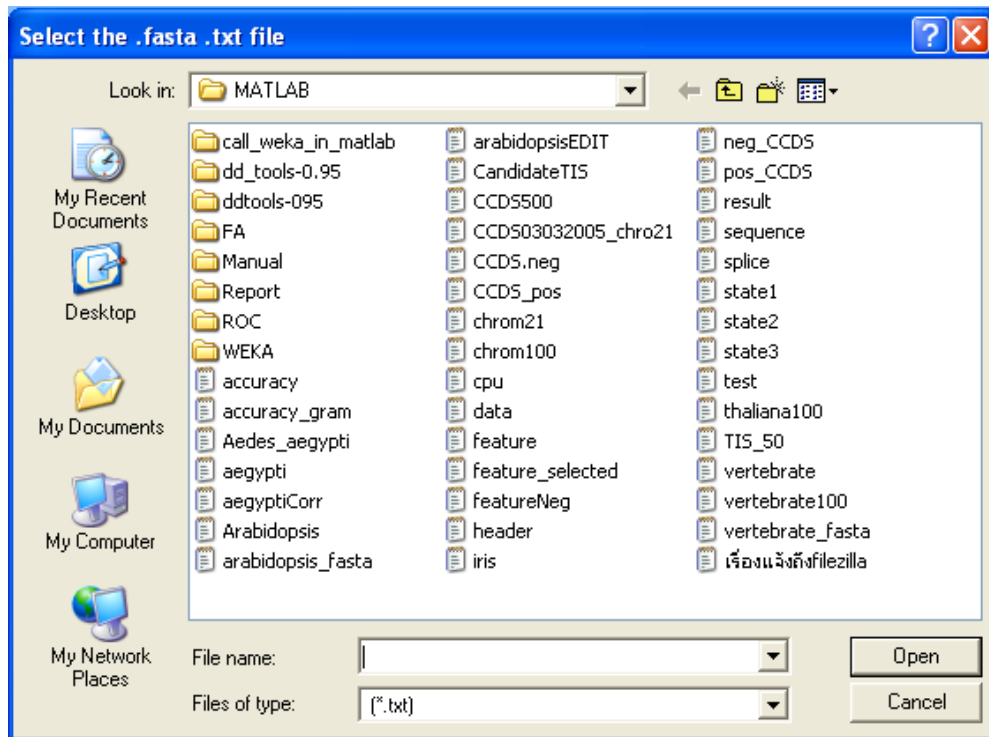 Select the .fasta .txt file
Look in: MATLAB
My Recent
Documents
Desktop
My Documents
My Computer
My Network
Places
call_weka_in_matlab
dd_tools-0.95
ddtools-095
FA
Manual
Report
ROC
WEKA
accuracy
accuracy_gram
Aedes_aegypti
aegypti
aegyptiCorr
Arabidopsis
arabidopsis_fasta
arabidopsisEDIT
CandidateTIS
CCDS500
CCDS03032005_chro21
CCDS.neg
CCDS_pos
chrom21
chrom100
cpu
data
feature
feature_selected
featureNeg
header
iris
neg_CCDS
pos_CCDS
result
sequence
splice
state1
state2
state3
test
thaliana100
TIS_50
vertebrate
vertebrate100
vertebrate_fasta
เรื่องแจ้งถึงfilezilla
File name:
Open
Files of type: (*.txt)
Cancel